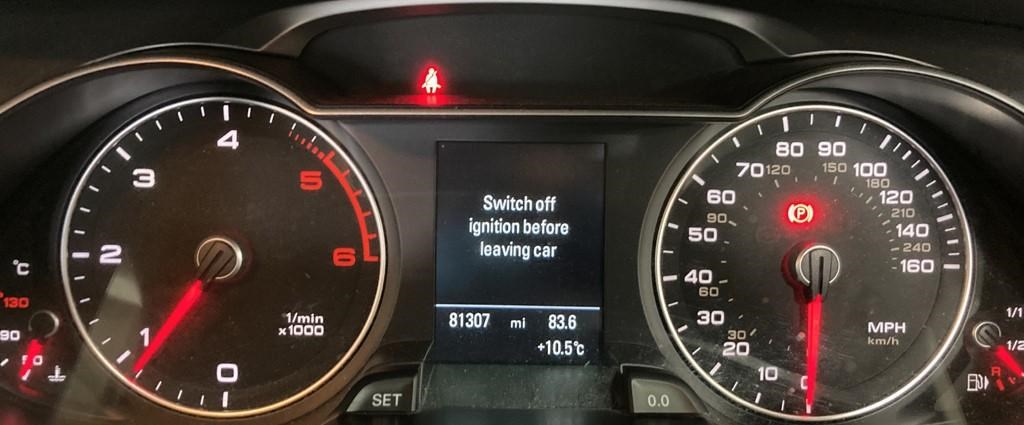 4
3
5
2
6
1
0
1/min
x1000
°C
130
90
50
Switch off
ignition before
leaving car
81307 mi 83.6
+10.5°c
SET
0.0
P
80 90
70 120 150 100
60 180 120
90 210
50 140
240
40 160
60
30
MPH
km/h
30
20
10
0
1/1
1/2
R